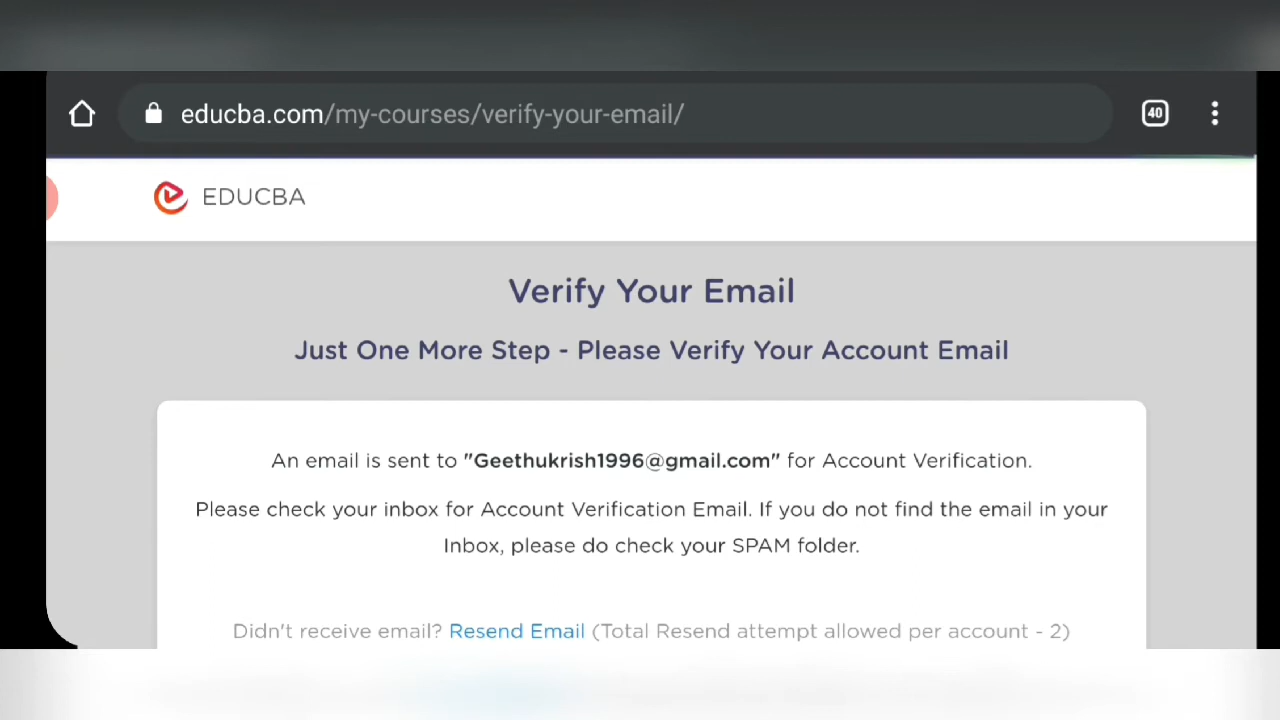 educba.com/my-courses/verify-your-email/
40
EDUCBA
Verify Your Email
Just One More Step - Please Verify Your Account Email
An email is sent to "Geethukrish1996@gmail.com" for Account Verification.
Please check your inbox for Account Verification Email. If you do not find the email in your
Inbox, please do check your SPAM folder.
Didn't receive email? Resend Email (Total Resend attempt allowed per account - 2)